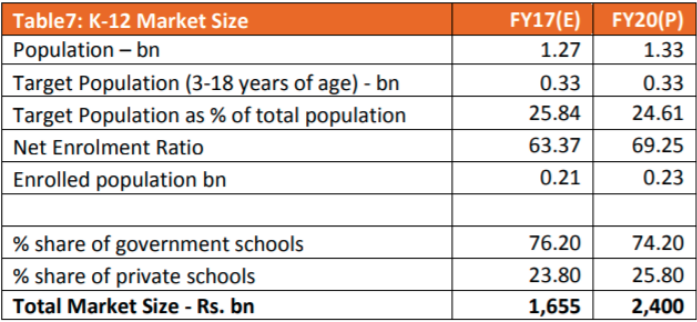 Table7: K-12 Market Size FY17(E) FY20(P)
Population – bn 1.27 1.33
Target Population (3-18 years of age) - bn 0.33 0.33
Target Population as % of total population 25.84 24.61
Net Enrolment Ratio 63.37 69.25
Enrolled population bn 0.21 0.23
% share of government schools 76.20 74.20
% share of private schools 23.80 25.80
Total Market Size - Rs. bn 1,655 2,400